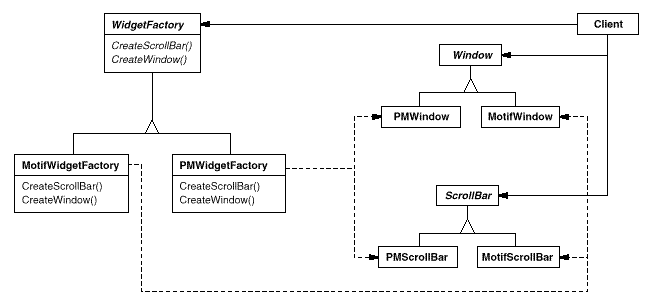 WidgetFactory
CreateScrollBar()
CreateWindow()
Client
Window
PMWindow
MotifWindow
MotifWidgetFactory
CreateScrollBar()
CreateWindow()
PMWidgetFactory
CreateScrollBar()
CreateWindow()
ScrollBar
PMScrollBar
MotifScrollBar